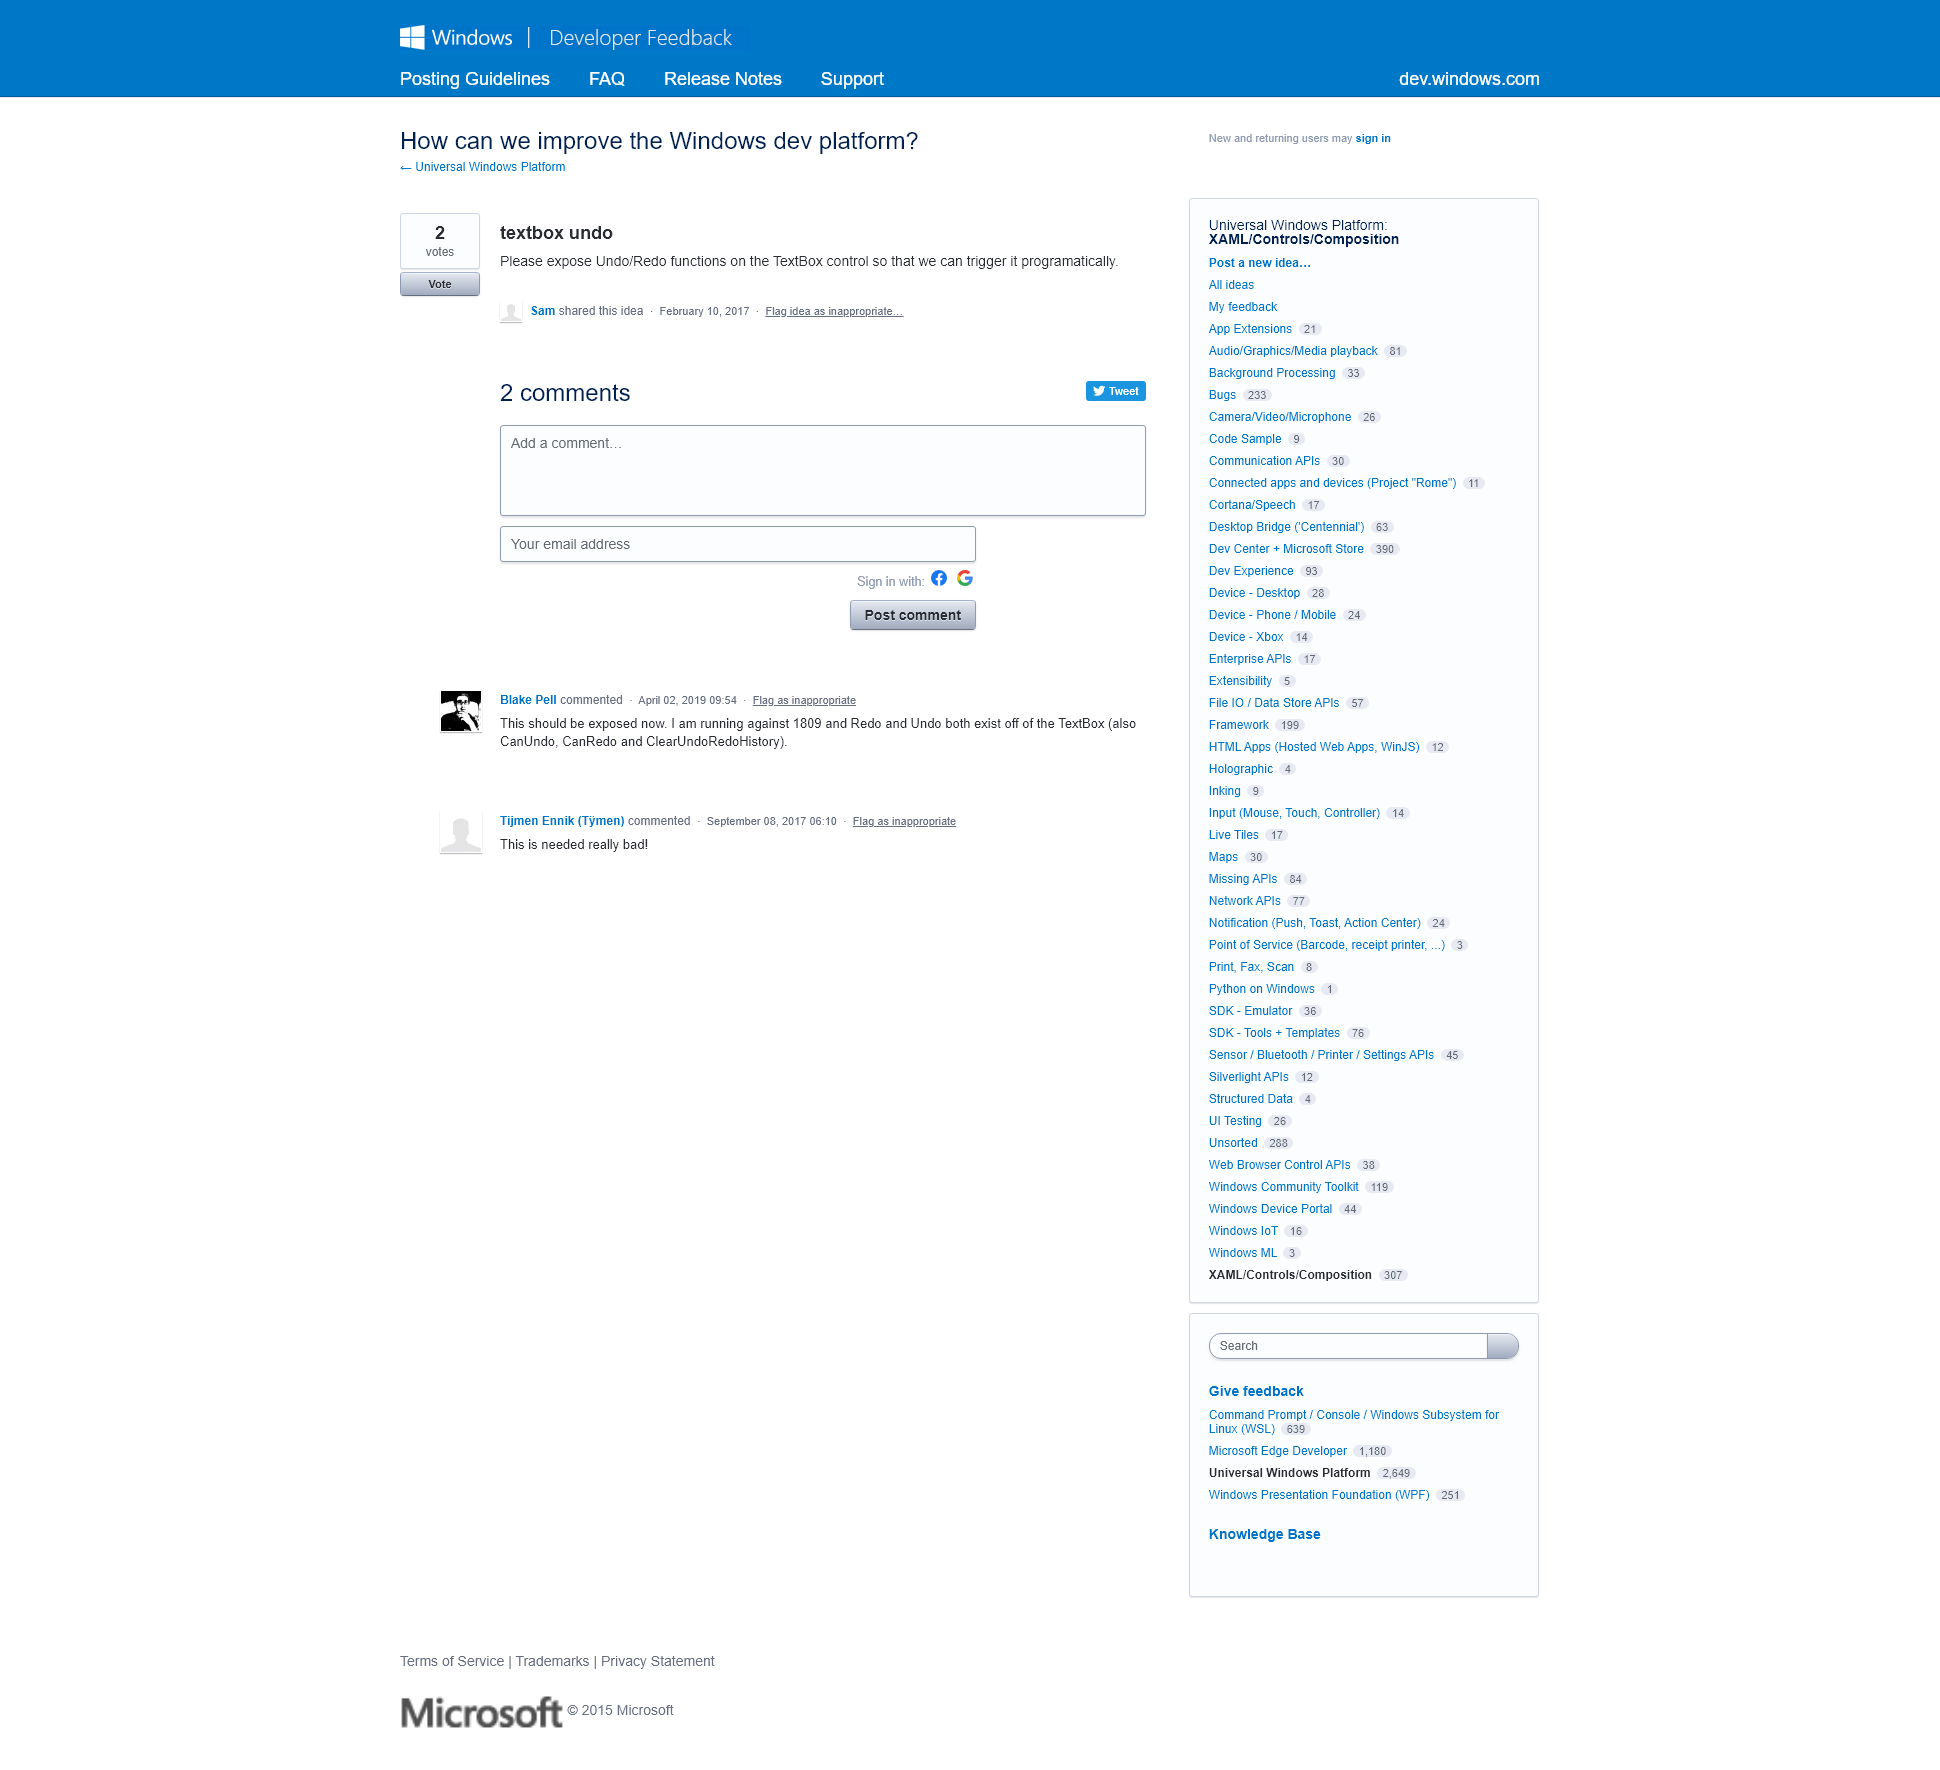 Windows | Developer Feedback
Posting Guidelines FAQ Release Notes Support dev.windows.com
How can we improve the Windows dev platform?
New and returning users may sign in
← Universal Windows Platform
2
votes
Vote
textbox undo
Please expose Undo/Redo functions on the TextBox control so that we can trigger it programatically.
Sam shared this idea · February 10, 2017 · Flag idea as inappropriate…
2 comments
Tweet
Add a comment…
Your email address
Sign in with:
Post comment
Blake Pell commented · April 02, 2019 09:54 · Flag as inappropriate
This should be exposed now. I am running against 1809 and Redo and Undo both exist off of the TextBox (also
CanUndo, CanRedo and ClearUndoRedoHistory).
Tijmen Ennik (Tÿmen) commented · September 08, 2017 06:10 · Flag as inappropriate
This is needed really bad!
Universal Windows Platform:
XAML/Controls/Composition
Post a new idea…
All ideas
My feedback
App Extensions 21
Audio/Graphics/Media playback 81
Background Processing 33
Bugs 233
Camera/Video/Microphone 26
Code Sample 9
Communication APIs 30
Connected apps and devices (Project "Rome") 11
Cortana/Speech 17
Desktop Bridge ('Centennial') 63
Dev Center + Microsoft Store 390
Dev Experience 93
Device - Desktop 28
Device - Phone / Mobile 24
Device - Xbox 14
Enterprise APIs 17
Extensibility 5
File IO / Data Store APIs 57
Framework 199
HTML Apps (Hosted Web Apps, WinJS) 12
Holographic 4
Inking 9
Input (Mouse, Touch, Controller) 14
Live Tiles 17
Maps 30
Missing APIs 84
Network APIs 77
Notification (Push, Toast, Action Center) 24
Point of Service (Barcode, receipt printer, ...) 3
Print, Fax, Scan 8
Python on Windows 1
SDK - Emulator 36
SDK - Tools + Templates 76
Sensor / Bluetooth / Printer / Settings APIs 45
Silverlight APIs 12
Structured Data 4
UI Testing 26
Unsorted 288
Web Browser Control APIs 38
Windows Community Toolkit 119
Windows Device Portal 44
Windows IoT 16
Windows ML 3
XAML/Controls/Composition 307
Search
Give feedback
Command Prompt / Console / Windows Subsystem for
Linux (WSL) 639
Microsoft Edge Developer 1,180
Universal Windows Platform 2,649
Windows Presentation Foundation (WPF) 251
Knowledge Base
Terms of Service | Trademarks | Privacy Statement
Microsoft © 2015 Microsoft